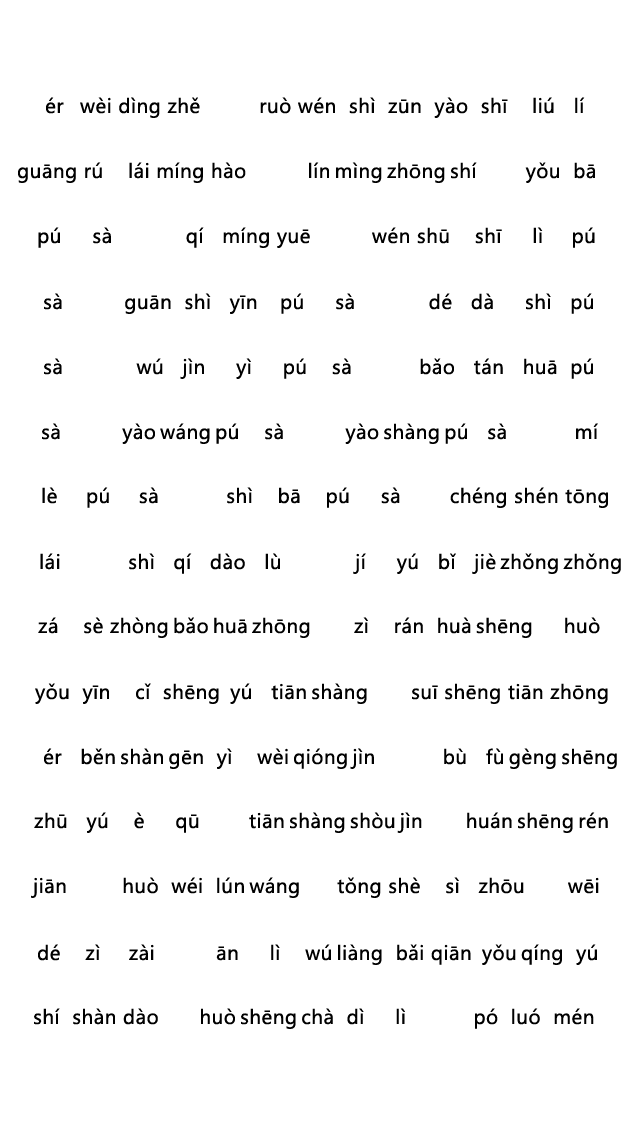 ér wèi dìng zhě ruò wén shì zūn yào shī liú lí
guāng rú lái míng hào lín mìng zhōng shí yǒu bā
pú sà qí míng yuē wén shū shī lì pú
sà guān shì yīn pú sà dé dà shì pú
sà wú jìn yì pú sà bǎo tán huā pú
sà yào wáng pú sà yào shàng pú sà mí
lè pú sà shì bā pú sà chéng shén tōng
lái shì qí dào lù jí yú bǐ jiè zhǒng zhǒng
zá sè zhòng bǎo huā zhōng zì rán huà shēng huò
yǒu yīn cǐ shēng yú tiān shàng suī shēng tiān zhōng
ér běn shàn gēn yì wèi qióng jìn bù fù gèng shēng
zhū yú è qū tiān shàng shòu jìn huán shēng rén
jiān huò wéi lún wáng tǒng shè sì zhōu wēi
dé zì zài ān lì wú liàng bǎi qiān yǒu qíng yú
shí shàn dào huò shēng chà dì lì pó luó mén